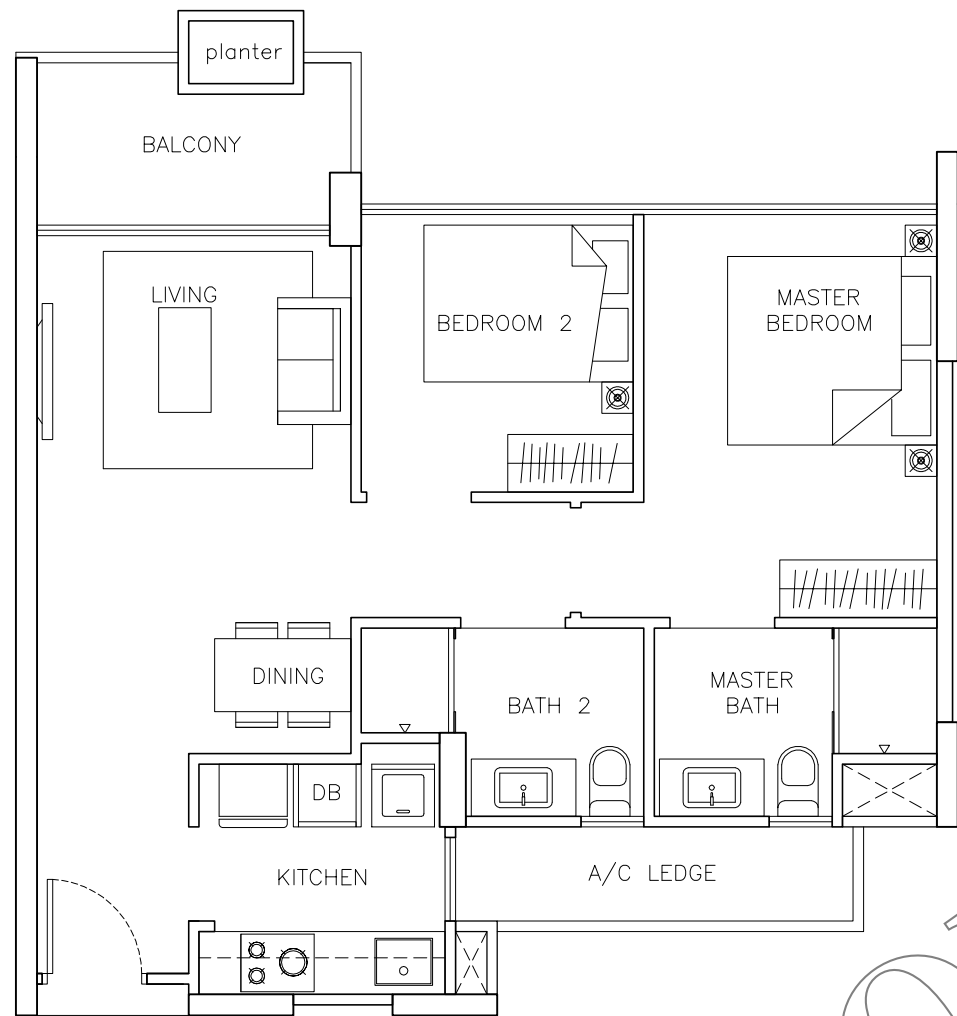 planter
BALCONY
LIVING
BEDROOM 2
MASTER
BEDROOM
DINING
BATH 2
MASTER
BATH
DB
KITCHEN
A/C LEDGE